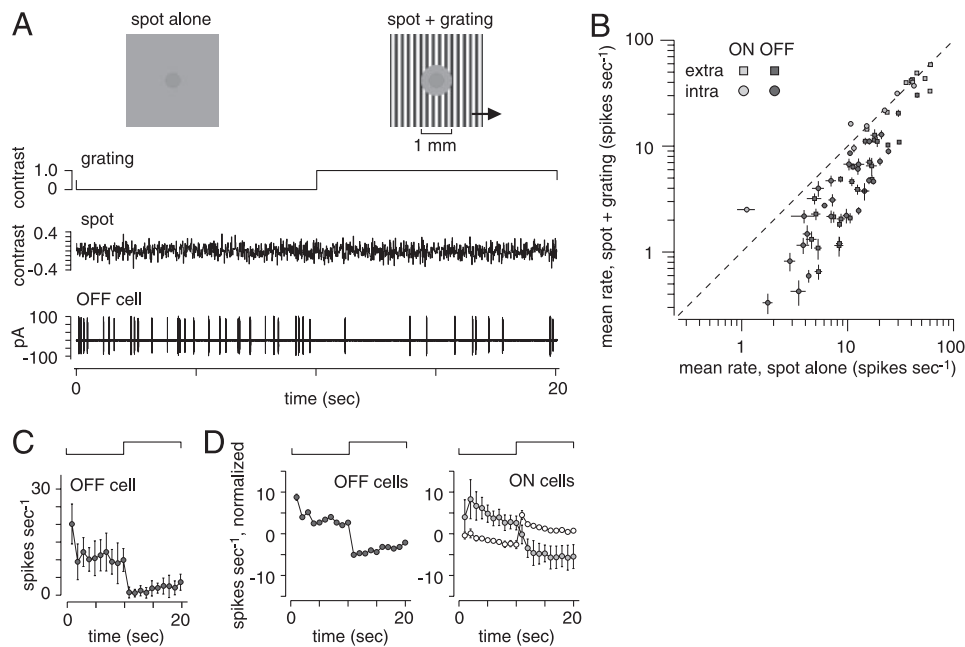 A
spot alone
spot + grating
1 mm
grating
contrast
1.0
0
spot
contrast
0.4
-0.4
OFF cell
pA
100
-100
0
20
time (sec)
B
mean rate, spot + grating (spikes sec-1)
100
10
1
ON OFF
extra
intra
1
10
100
mean rate, spot alone (spikes sec-1)
C
OFF cell
spikes sec-1
30
0
0
20
time (sec)
D
spikes sec-1, normalized
OFF cells
10
0
-10
0
20
time (sec)
ON cells
10
0
-10
0
20
time (sec)